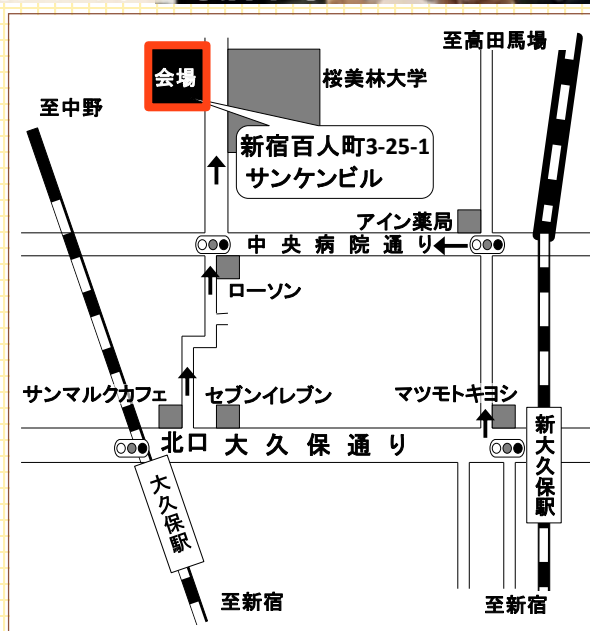 至高田馬場
会場
桜美林大学
至中野
新宿百人町3-25-1
サンケンビル
アイン薬局
中央病院通り
ローソン
サンマルクカフェ
セブンイレブン
マツモトキヨシ
北口
大久保通り
新大久保駅
大久保駅
至新宿
至新宿